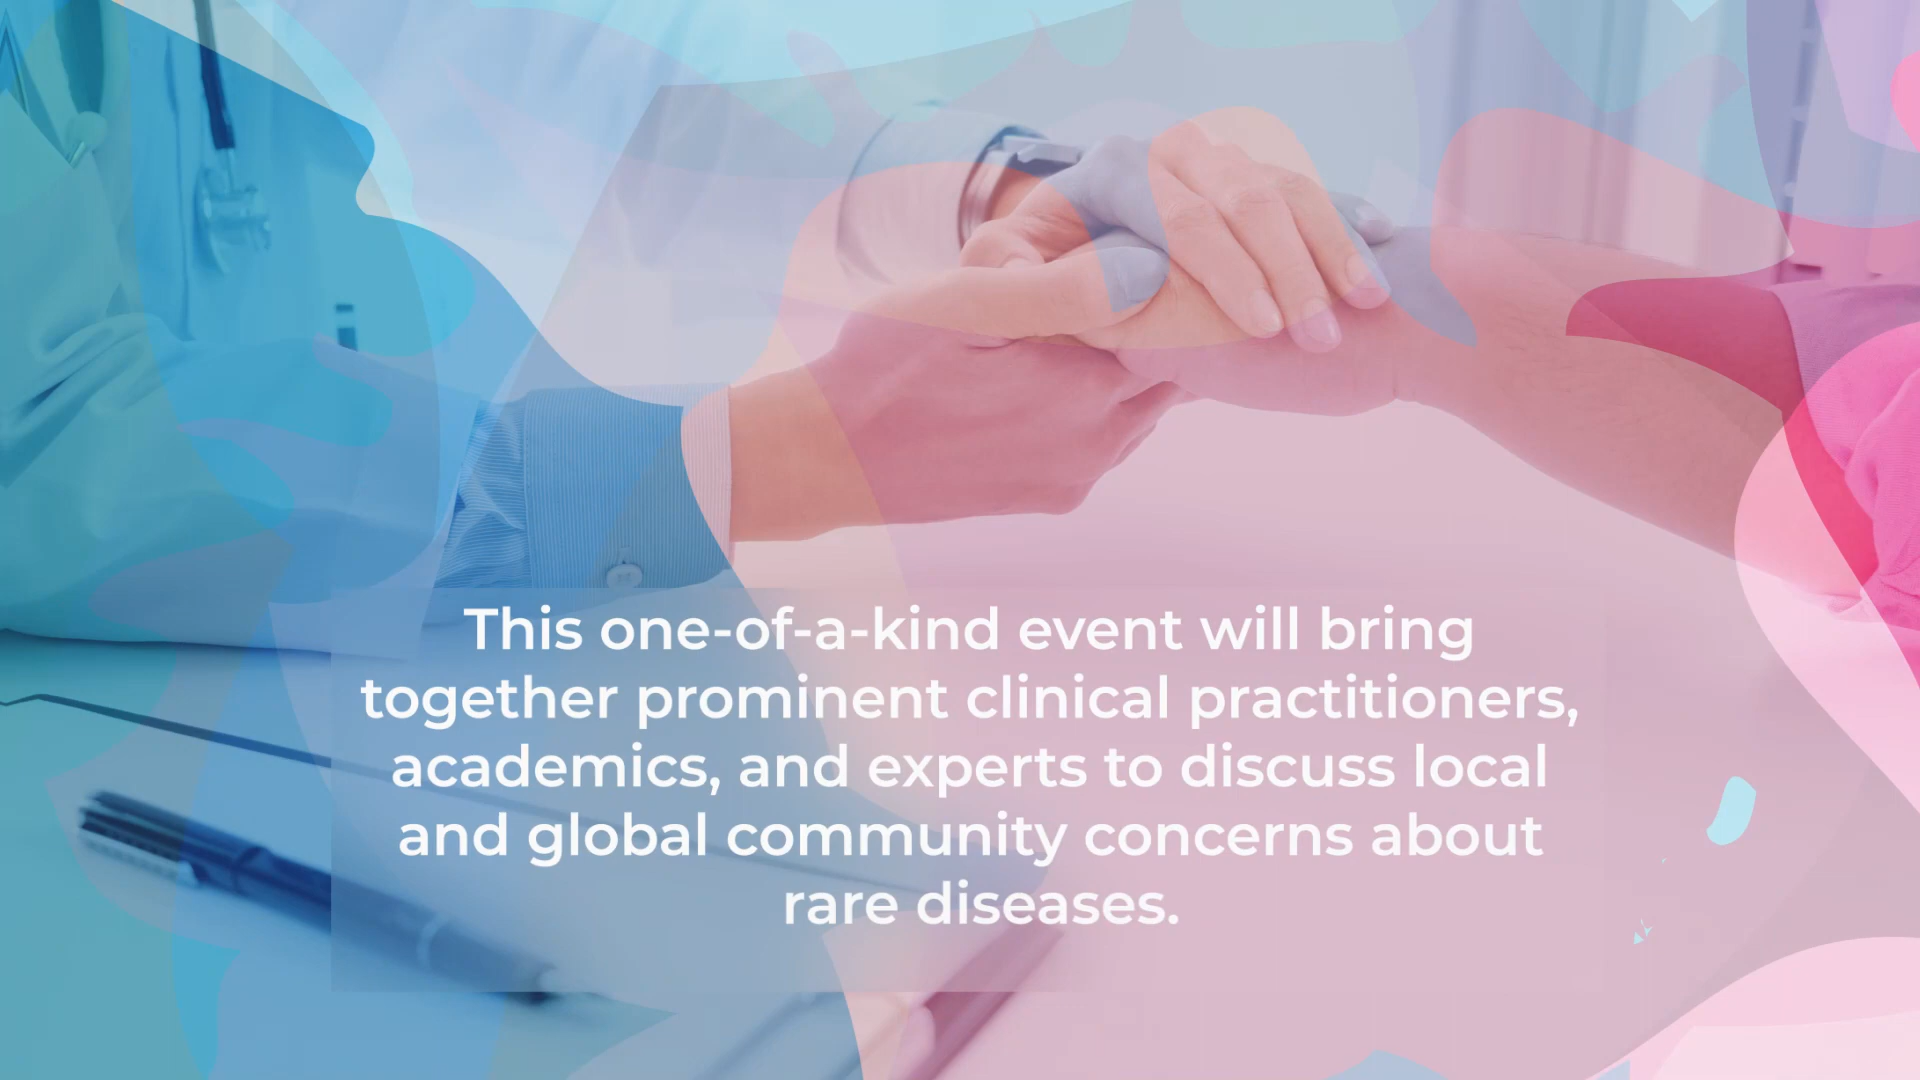 This one-of-a-kind event will bring
together prominent clinical practitioners,
academics, and experts to discuss local
and global community concerns about
rare diseases.